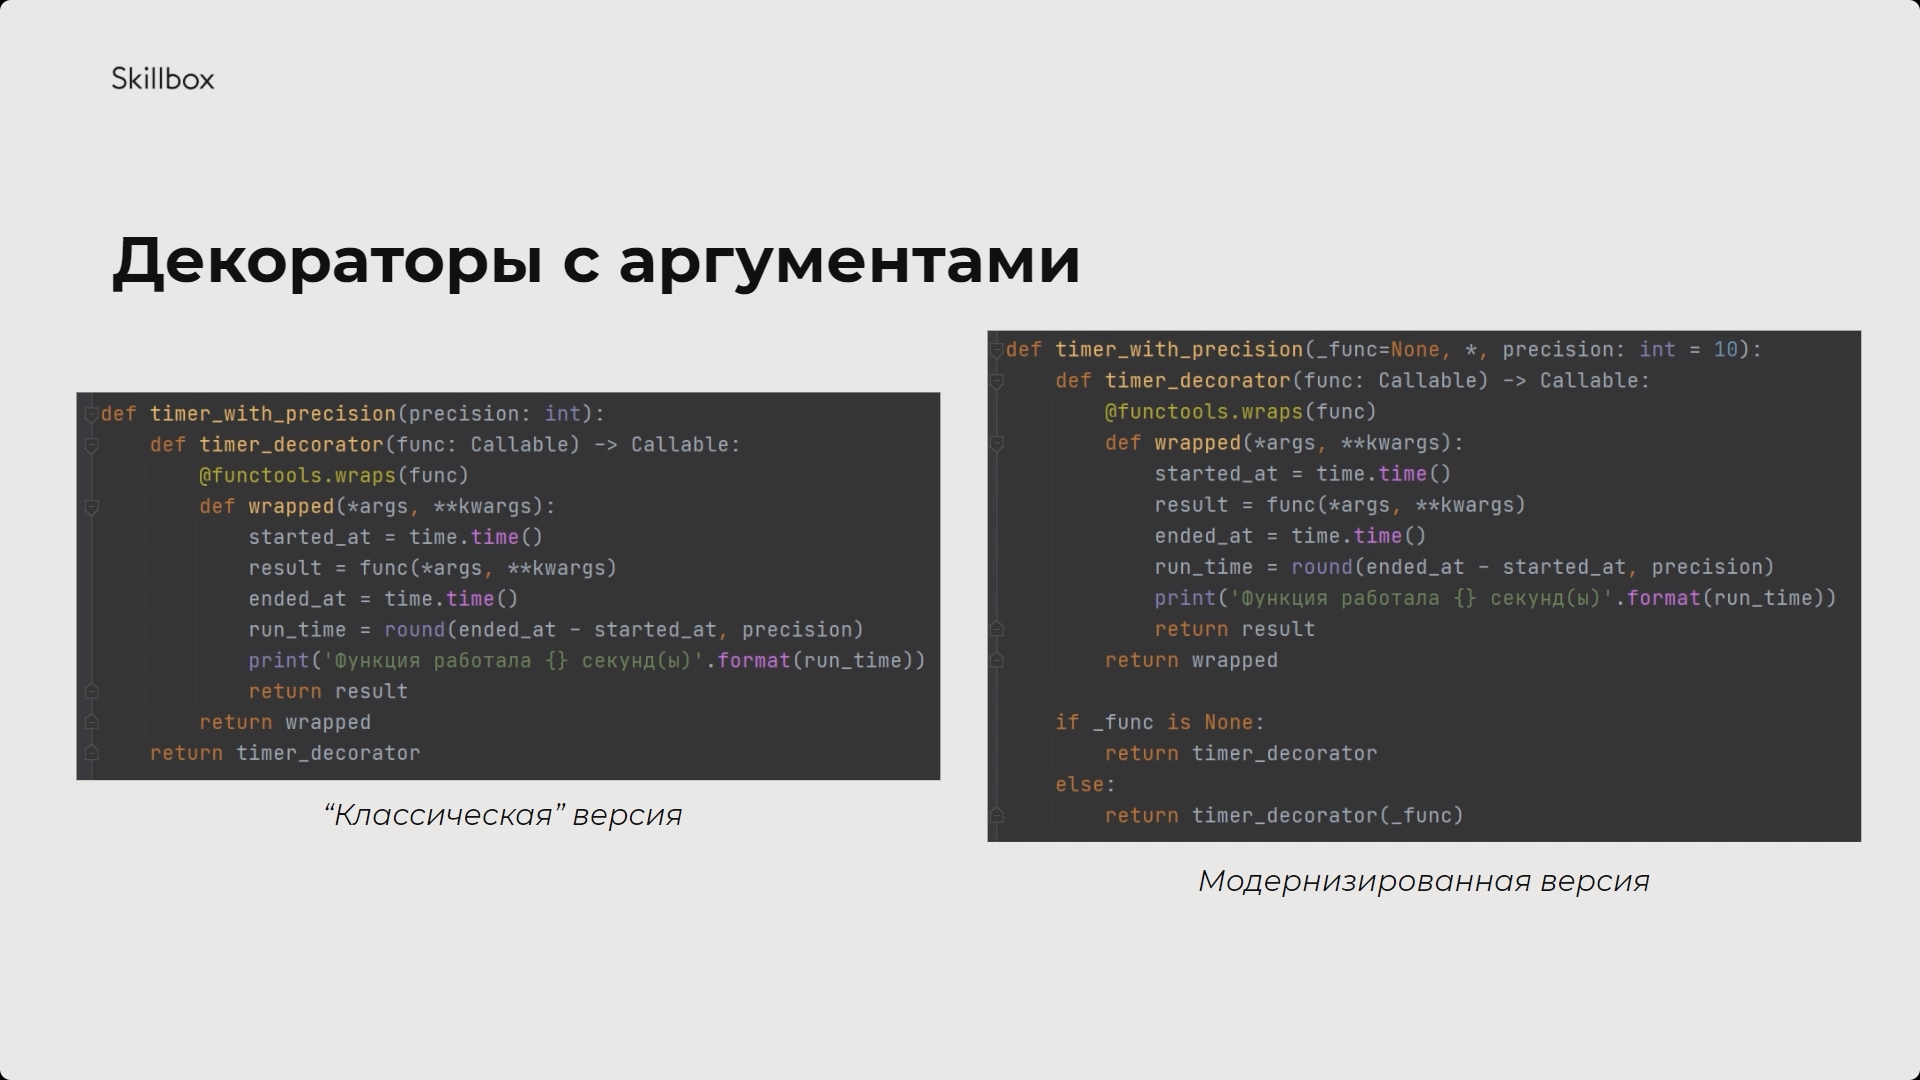 Skillbox
Декораторы с аргументами
def timer_with_precision(precision: int):
    def timer_decorator(func: Callable) -> Callable:
        @functools.wraps(func)
        def wrapped(*args, **kwargs):
            started_at = time.time()
            result = func(*args, **kwargs)
            ended_at = time.time()
            run_time = round(ended_at - started_at, precision)
            print('Функция работала {} секунд(ы)'.format(run_time))
            return result
        return wrapped
    return timer_decorator
“Классическая” версия
def timer_with_precision(_func=None, *, precision: int = 10):
    def timer_decorator(func: Callable) -> Callable:
        @functools.wraps(func)
        def wrapped(*args, **kwargs):
            started_at = time.time()
            result = func(*args, **kwargs)
            ended_at = time.time()
            run_time = round(ended_at - started_at, precision)
            print('Функция работала {} секунд(ы)'.format(run_time))
            return result
        return wrapped

    if _func is None:
        return timer_decorator
    else:
        return timer_decorator(_func)
Модернизированная версия